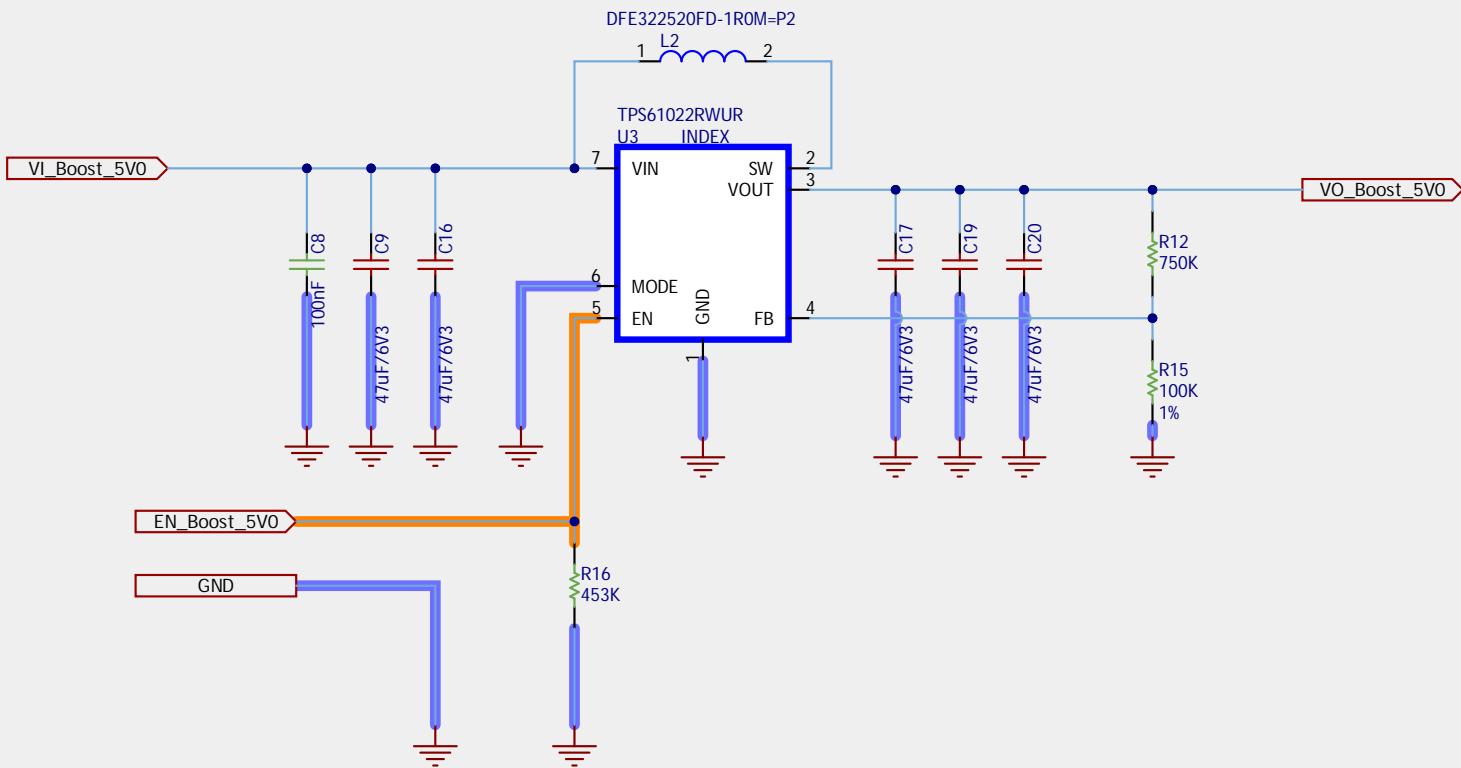 DFE322520FD-1R0M=P2
L2
1 2
TPS61022RWUR
U3 INDEX
VI_Boost_5V0
7 VIN
SW 2
VOUT 3
VO_Boost_5V0
C8
100nF
C9
47uF/6V3
C16
47uF/6V3
6 MODE
5 EN
GND
1
FB 4
C17
47uF/6V3
C19
47uF/6V3
C20
47uF/6V3
R12
750K
R15
100K
1%
EN_Boost_5V0
R16
453K
GND